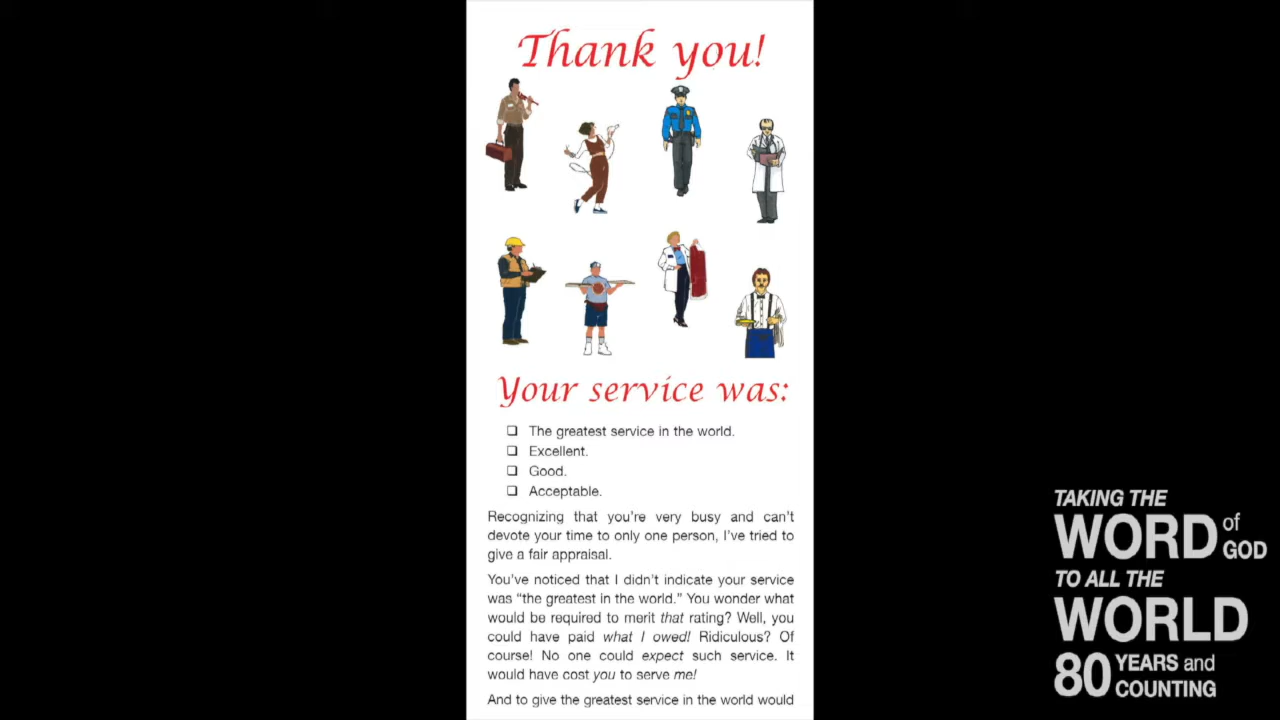 Thank you!
Your service was:
❑ The greatest service in the world.
❑ Excellent.
❑ Good.
❑ Acceptable.
Recognizing that you’re very busy and can’t
devote your time to only one person, I’ve tried to
give a fair appraisal.
You’ve noticed that I didn’t indicate your service
was “the greatest in the world.” You wonder what
would be required to merit that rating? Well, you
could have paid what I owed! Ridiculous? Of
course! No one could expect such service. It
would have cost you to serve me!
And to give the greatest service in the world would
TAKING THE
WORD of GOD
TO ALL THE
WORLD
80 YEARS and
COUNTING